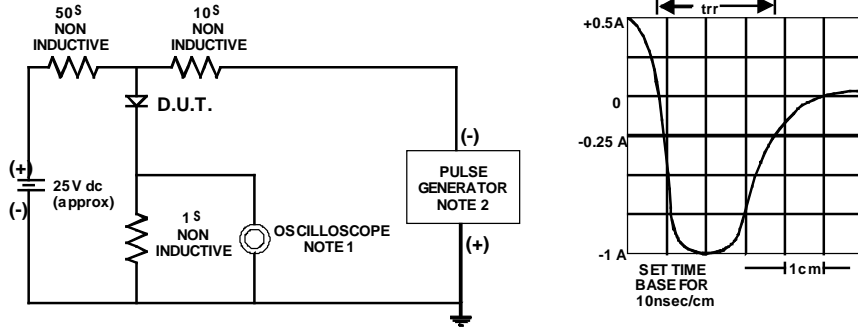 50S
NON
INDUCTIVE
10S
NON
INDUCTIVE
D.U.T.
(+)
(-)
25V dc
(approx)
1S
NON
INDUCTIVE
OSCILLOSCOPE
NOTE 1
(-)
PULSE
GENERATOR
NOTE 2
(+)
trr
+0.5A
0
-0.25 A
-1 A
SET TIME
BASE FOR
10nsec/cm
1cm